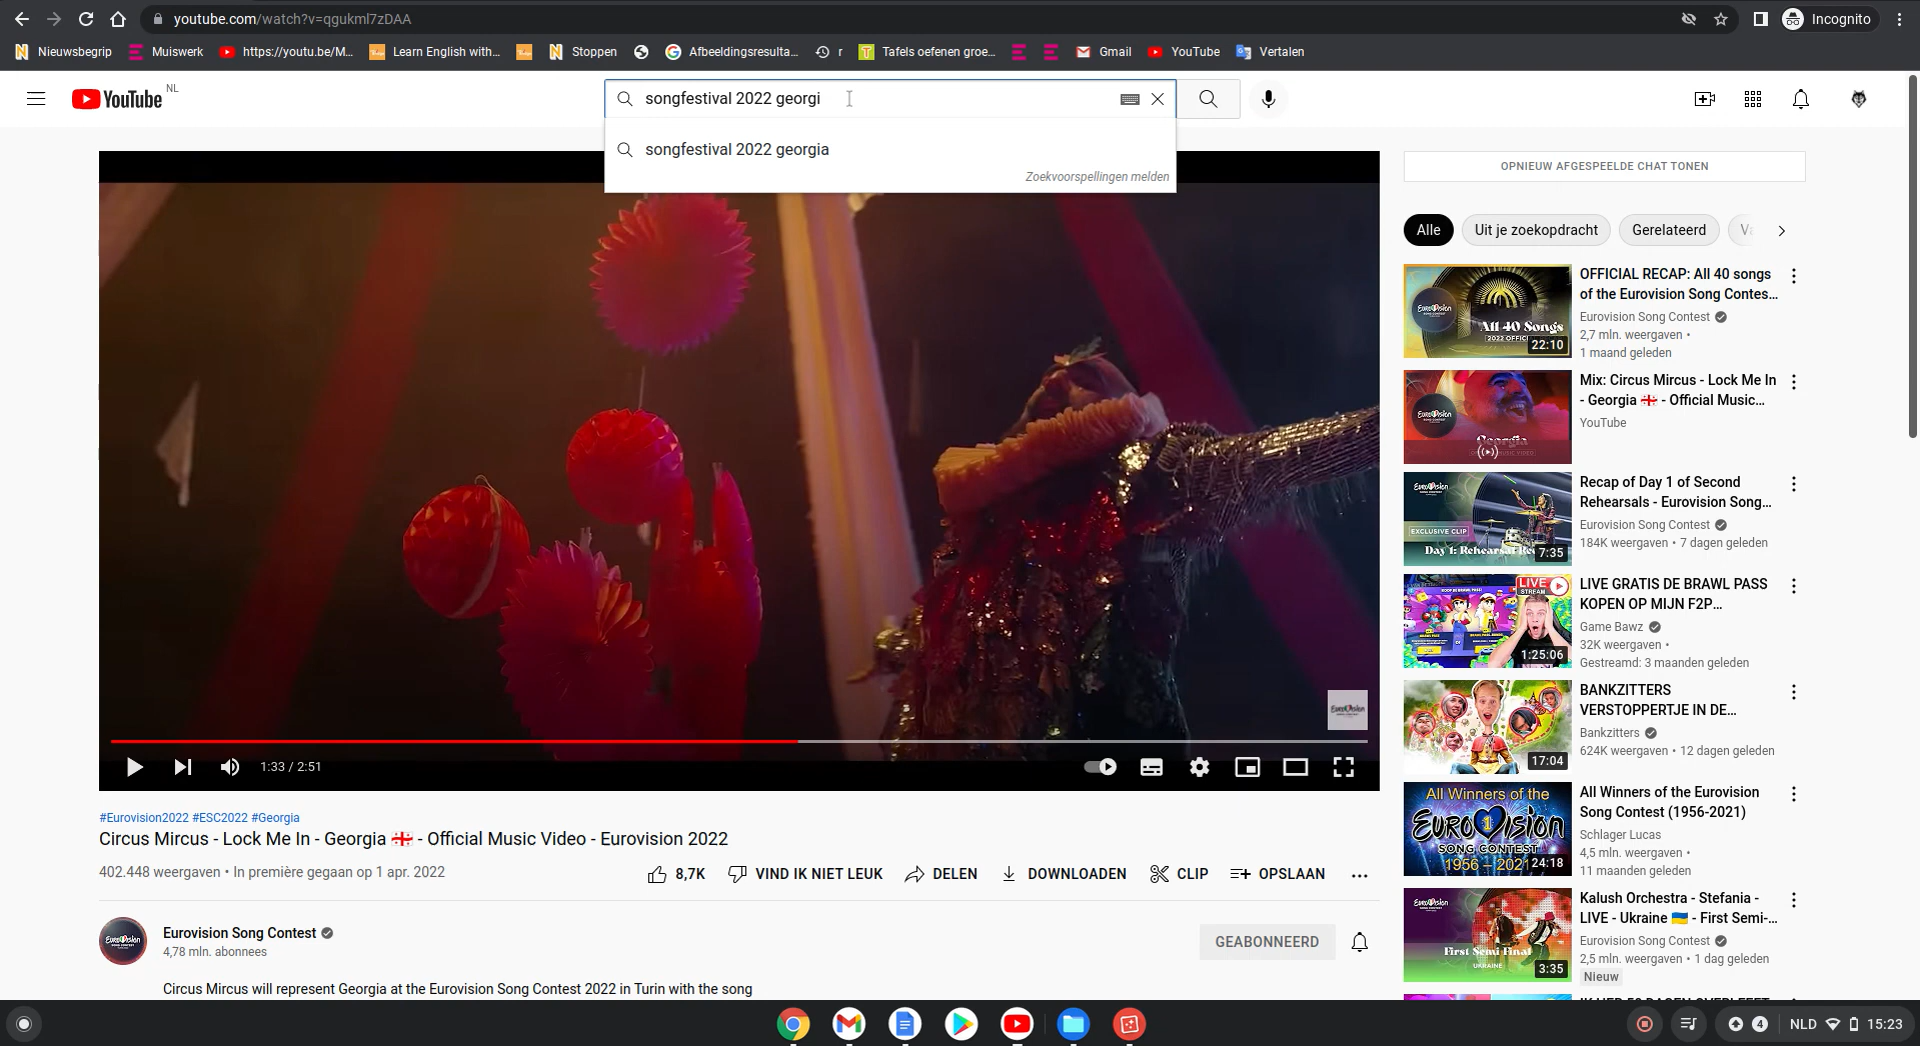 youtube.com/watch?v=qgukml7zDAA
Incognito
Nieuwsbegrip
Muiswerk
https://youtu.be/M...
Learn English with...
Stoppen
Afbeeldingsresulta...
r
Tafels oefenen groe...
Gmail
YouTube
Vertalen
YouTube NL
songfestival 2022 georgi
songfestival 2022 georgia
Zoekvoorspellingen melden
OPNIEUW AFGESPEELDE CHAT TONEN
Alle
Uit je zoekopdracht
Gerelateerd
1:33 / 2:51
#Eurovision2022 #ESC2022 #Georgia
Circus Mircus - Lock Me In - Georgia 🇬🇪 - Official Music Video - Eurovision 2022
402.448 weergaven • In première gegaan op 1 apr. 2022
8,7K
VIND IK NIET LEUK
DELEN
DOWNLOADEN
CLIP
OPSLAAN
Eurovision Song Contest
4,78 mln. abonnees
GEABONNEERD
Circus Mircus will represent Georgia at the Eurovision Song Contest 2022 in Turin with the song
All 40 Songs
22:10
OFFICIAL RECAP: All 40 songs
of the Eurovision Song Contes...
Eurovision Song Contest
2,7 mln. weergaven •
1 maand geleden
Georgia
Mix: Circus Mircus - Lock Me In
- Georgia 🇬🇪 - Official Music...
YouTube
EXCLUSIVE CLIP
7:35
Recap of Day 1 of Second
Rehearsals - Eurovision Song...
Eurovision Song Contest
184K weergaven • 7 dagen geleden
LIVE
STREAM
1:25:06
LIVE GRATIS DE BRAWL PASS
KOPEN OP MIJN F2P...
Game Bawz
32K weergaven •
Gestreamd: 3 maanden geleden
17:04
BANKZITTERS
VERSTOPPERTJE IN DE...
Bankzitters
624K weergaven • 12 dagen geleden
All Winners of the
EUROVISION
SONG CONTEST
24:18
All Winners of the Eurovision
Song Contest (1956-2021)
Schlager Lucas
4,5 mln. weergaven •
11 maanden geleden
First Semi Final
UKRAINE
3:35
Kalush Orchestra - Stefania -
LIVE - Ukraine 🇺🇦 - First Semi-...
Eurovision Song Contest
2,5 mln. weergaven • 1 dag geleden
Nieuw
4
NLD
15:23